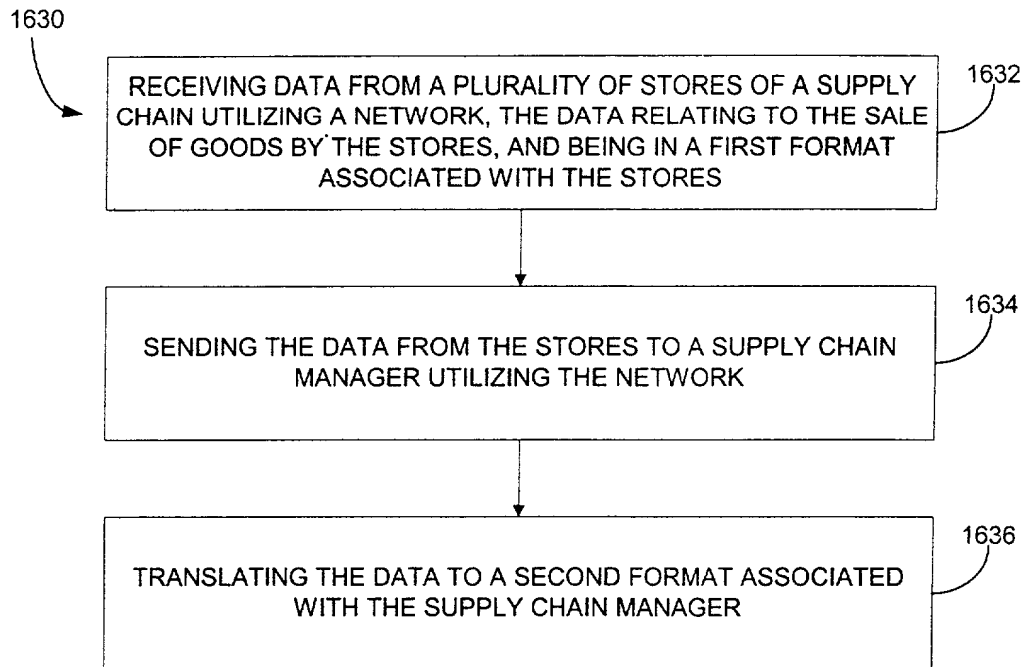 1630
RECEIVING DATA FROM A PLURALITY OF STORES OF A SUPPLY
CHAIN UTILIZING A NETWORK, THE DATA RELATING TO THE SALE
OF GOODS BY THE STORES, AND BEING IN A FIRST FORMAT
ASSOCIATED WITH THE STORES
1632
SENDING THE DATA FROM THE STORES TO A SUPPLY CHAIN
MANAGER UTILIZING THE NETWORK
1634
TRANSLATING THE DATA TO A SECOND FORMAT ASSOCIATED
WITH THE SUPPLY CHAIN MANAGER
1636